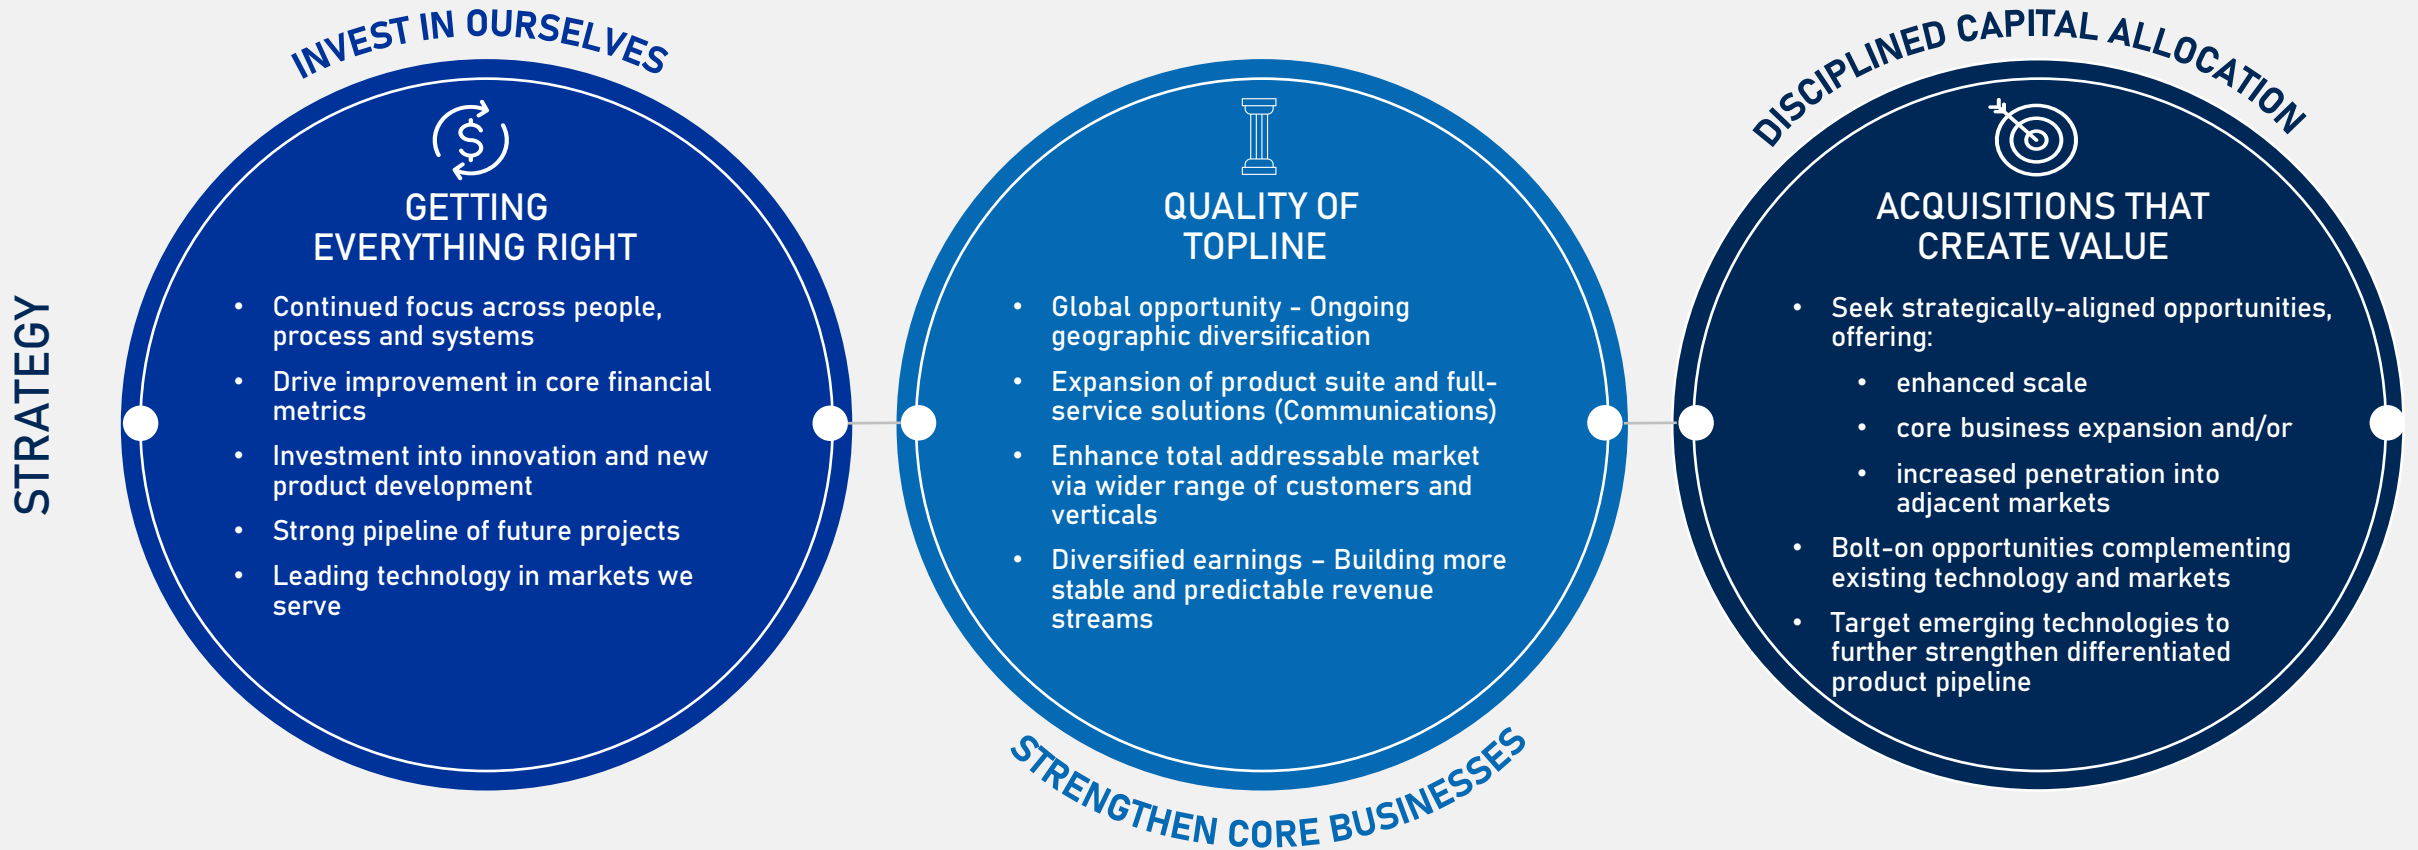 STRATEGY
INVEST IN OURSELVES
GETTING
EVERYTHING RIGHT
• Continued focus across people,
process and systems
• Drive improvement in core financial
metrics
• Investment into innovation and new
product development
• Strong pipeline of future projects
• Leading technology in markets we
serve
QUALITY OF
TOPLINE
• Global opportunity - Ongoing
geographic diversification
• Expansion of product suite and full-
service solutions (Communications)
• Enhance total addressable market
via wider range of customers and
verticals
• Diversified earnings – Building more
stable and predictable revenue
streams
STRENGTHEN CORE BUSINESSES
DISCIPLINED CAPITAL ALLOCATION
ACQUISITIONS THAT
CREATE VALUE
• Seek strategically-aligned opportunities,
offering:
• enhanced scale
• core business expansion and/or
• increased penetration into
adjacent markets
• Bolt-on opportunities complementing
existing technology and markets
• Target emerging technologies to
further strengthen differentiated
product pipeline